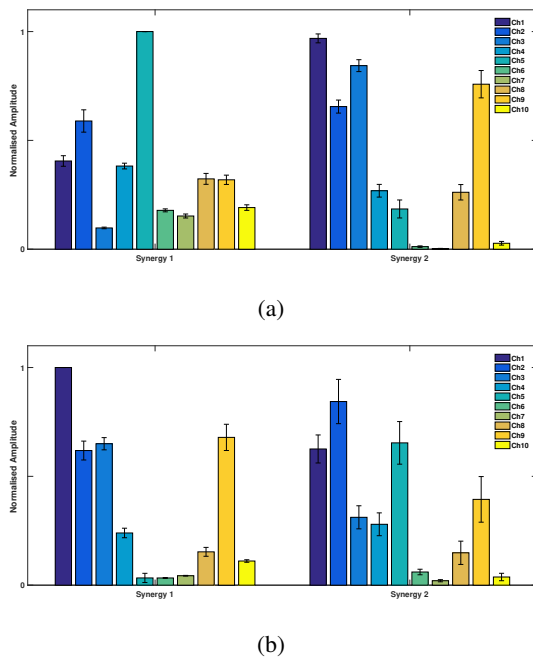 1
Normalised Amplitude
0
Synergy 1
Synergy 2
Ch1
Ch2
Ch3
Ch4
Ch5
Ch6
Ch7
Ch8
Ch9
Ch10
(a)
1
Normalised Amplitude
0
Synergy 1
Synergy 2
Ch1
Ch2
Ch3
Ch4
Ch5
Ch6
Ch7
Ch8
Ch9
Ch10
(b)